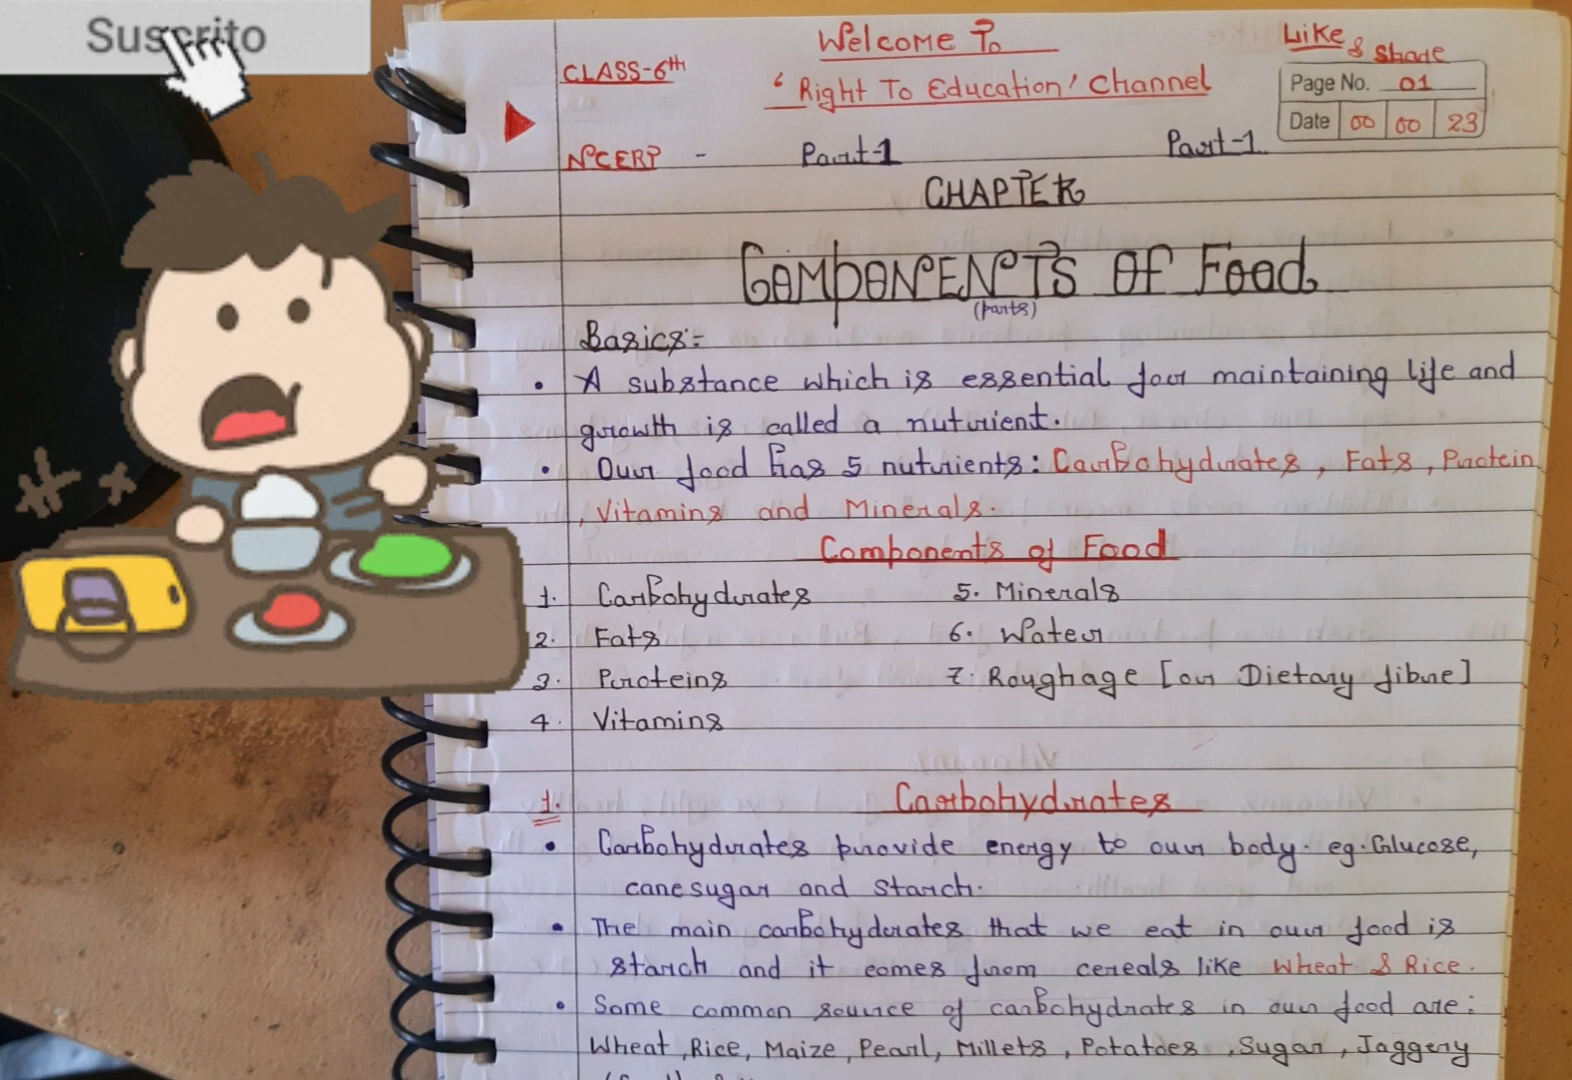 Suscrito
Welcome To
Like & Share
CLASS-6th
'Right To Education' Channel
Page No. 01
Date 00 00 23
NCERT - Part-1 Part-1
CHAPTER
COMPONENTS OF Food
(parts)
Basics:-
• A substance which is essential for maintaining life and
growth is called a nutrient.
• Our food has 5 nutrients: Carbohydrates, Fats, Protein
, Vitamins and Minerals.
Components of Food
1. Carbohydrates 5. Minerals
2. Fats 6. Water
3. Proteins 7. Roughage [or Dietary fibre]
4. Vitamins
1. Carbohydrates
• Carbohydrates provide energy to our body. eg. Glucose,
cane sugar and starch.
• The main carbohydrates that we eat in our food is
starch and it comes from cereals like Wheat & Rice.
• Some common source of carbohydrates in our food are:
Wheat, Rice, Maize, Pearl, Millets, Potatoes, Sugar, Jaggery